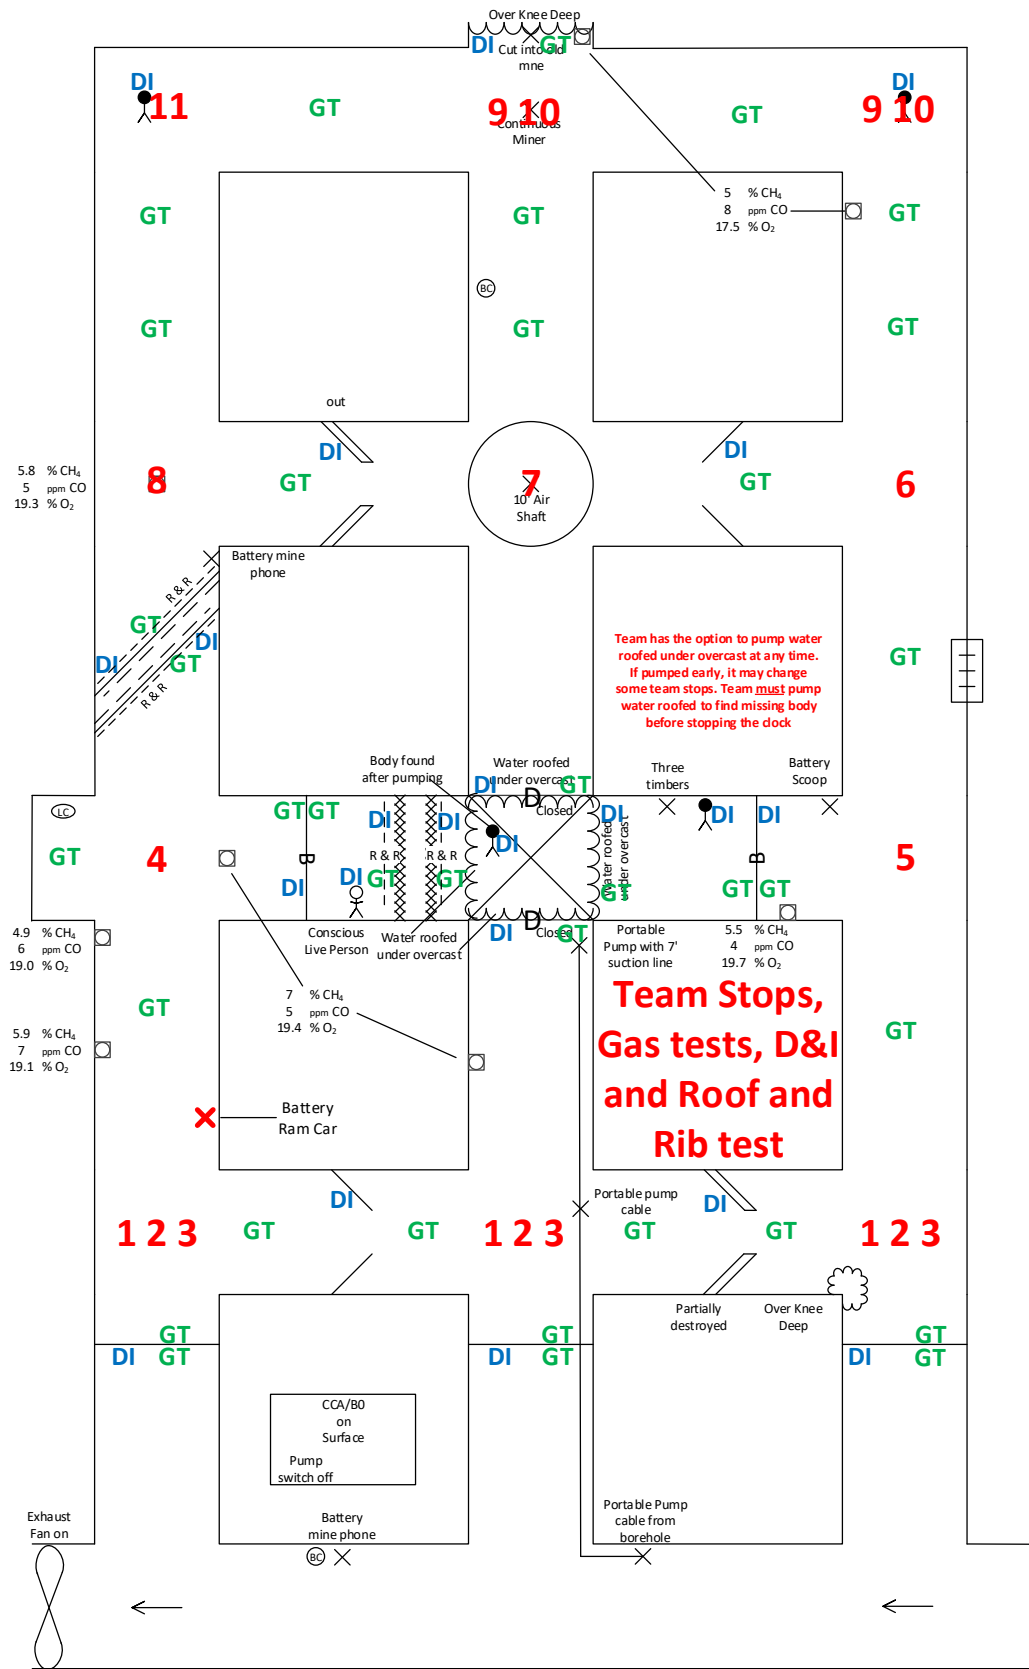 Over Knee Deep
DI GT
Cut into old
mne
DI
11
GT
9 10
Continuous
Miner
GT
DI
9 10
5 % CH4
8 ppm CO
17.5 % O2
GT
GT
GT
BC
GT
GT
GT
out
DI
DI
5.8 % CH4
5 ppm CO
19.3 % O2
8
GT
7
10' Air
Shaft
GT
6
Battery mine
phone
R & R
GT
DI
DI
GT
R & R
Team has the option to pump water
roofed under overcast at any time.
If pumped early, it may change
some team stops. Team must pump
water roofed to find missing body
before stopping the clock
GT
Body found
after pumping
Water roofed
under overcast
Three
timbers
Battery
Scoop
LC
GT GT
DI
DI
DI
GT
D
Closed
DI
DI
DI
GT
4
B
R & R
R & R
DI
Water roofed
under overcast
B
5
DI
DI
GT
GT
GT
GT GT
Conscious
Live Person
Water roofed
under overcast
DI
D
Closed
GT
Portable
Pump with 7'
suction line
5.5 % CH4
4 ppm CO
19.7 % O2
4.9 % CH4
6 ppm CO
19.0 % O2
GT
7 % CH4
5 ppm CO
19.4 % O2
Team Stops,
Gas tests, D&I
and Roof and
Rib test
GT
5.9 % CH4
7 ppm CO
19.1 % O2
Battery
Ram Car
DI
Portable pump
cable
DI
1 2 3
GT
GT
1 2 3
GT
GT
1 2 3
Partially
destroyed
Over Knee
Deep
GT
GT
GT
DI GT
DI GT
DI GT
CCA/B0
on
Surface
Pump
switch off
Exhaust
Fan on
Battery
mine phone
BC
Portable Pump
cable from
borehole